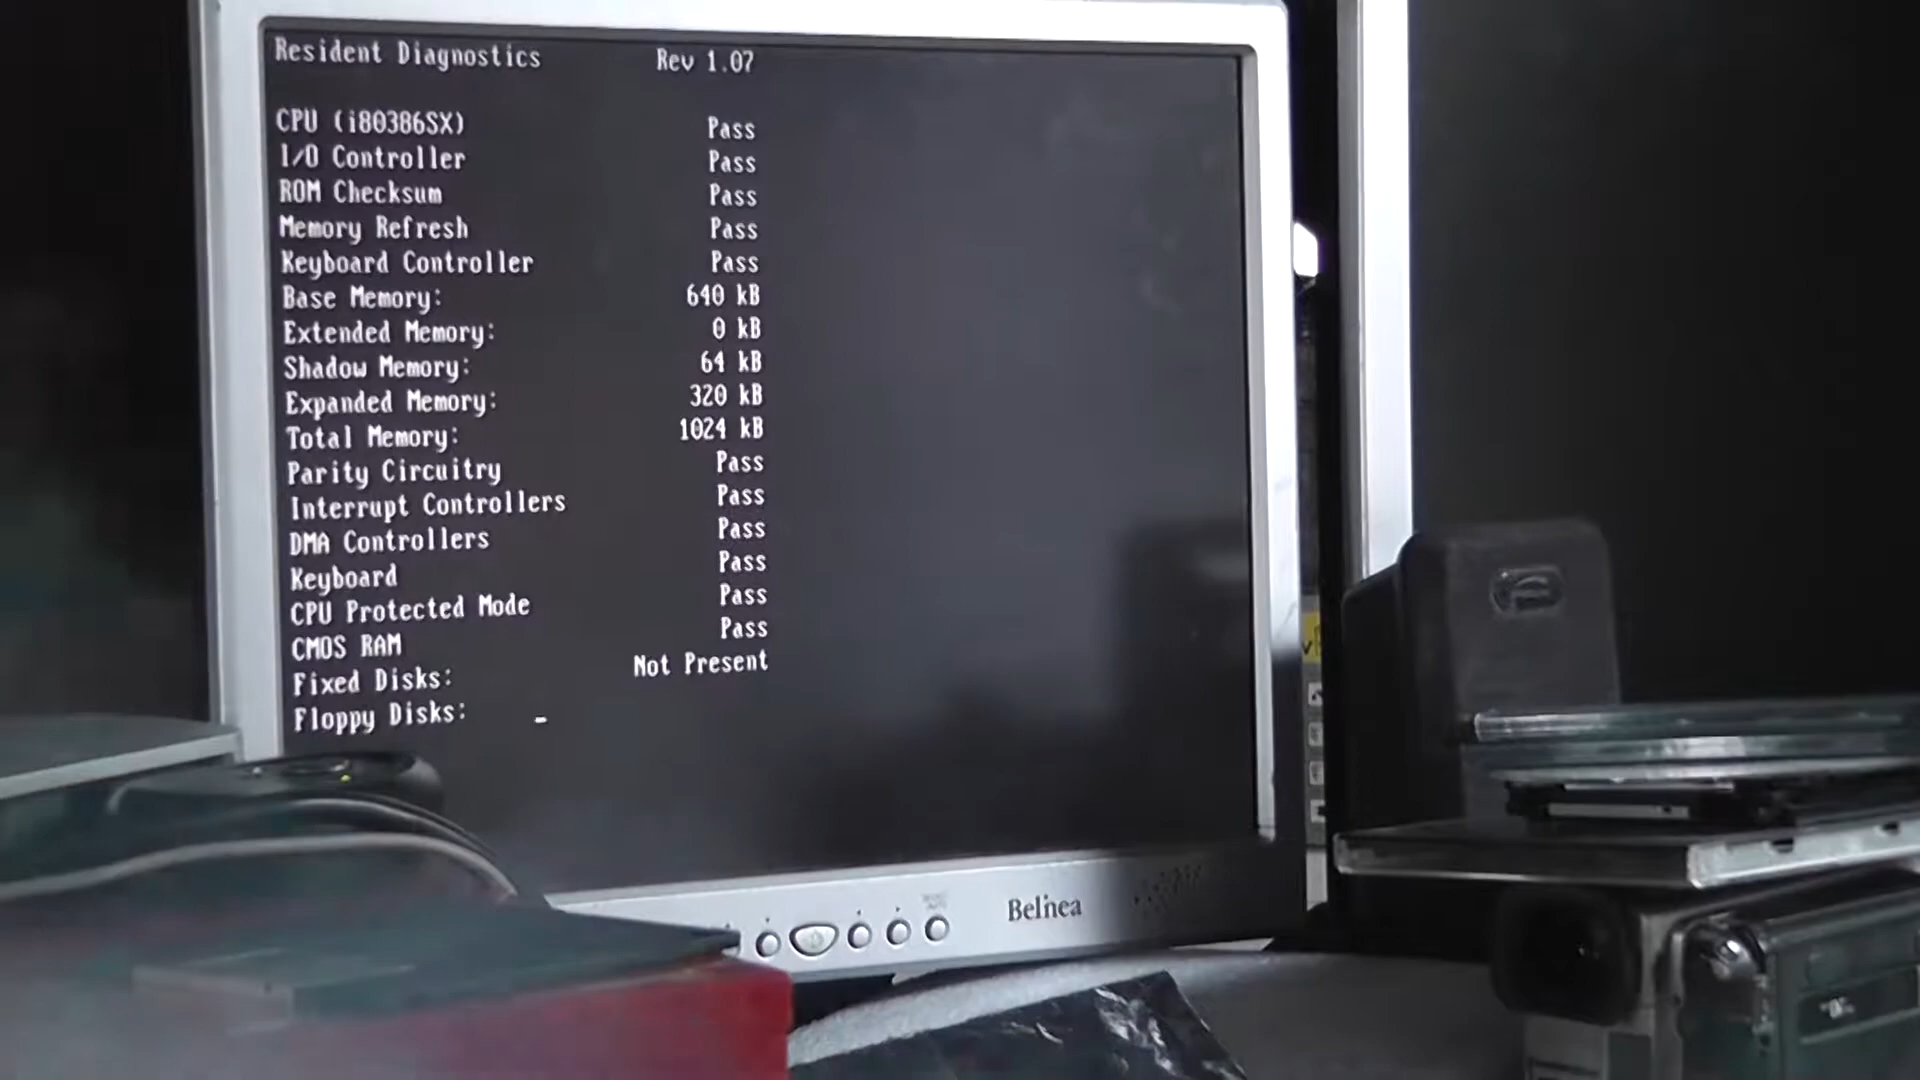 Resident Diagnostics Rev 1.07
CPU (i80386SX) Pass
I/O Controller Pass
ROM Checksum Pass
Memory Refresh Pass
Keyboard Controller Pass
Base Memory: 640 kB
Extended Memory: 0 kB
Shadow Memory: 64 kB
Expanded Memory: 320 kB
Total Memory: 1024 kB
Parity Circuitry Pass
Interrupt Controllers Pass
DMA Controllers Pass
Keyboard Pass
CPU Protected Mode Pass
CMOS RAM Pass
Fixed Disks: Not Present
Floppy Disks: _
Belinea